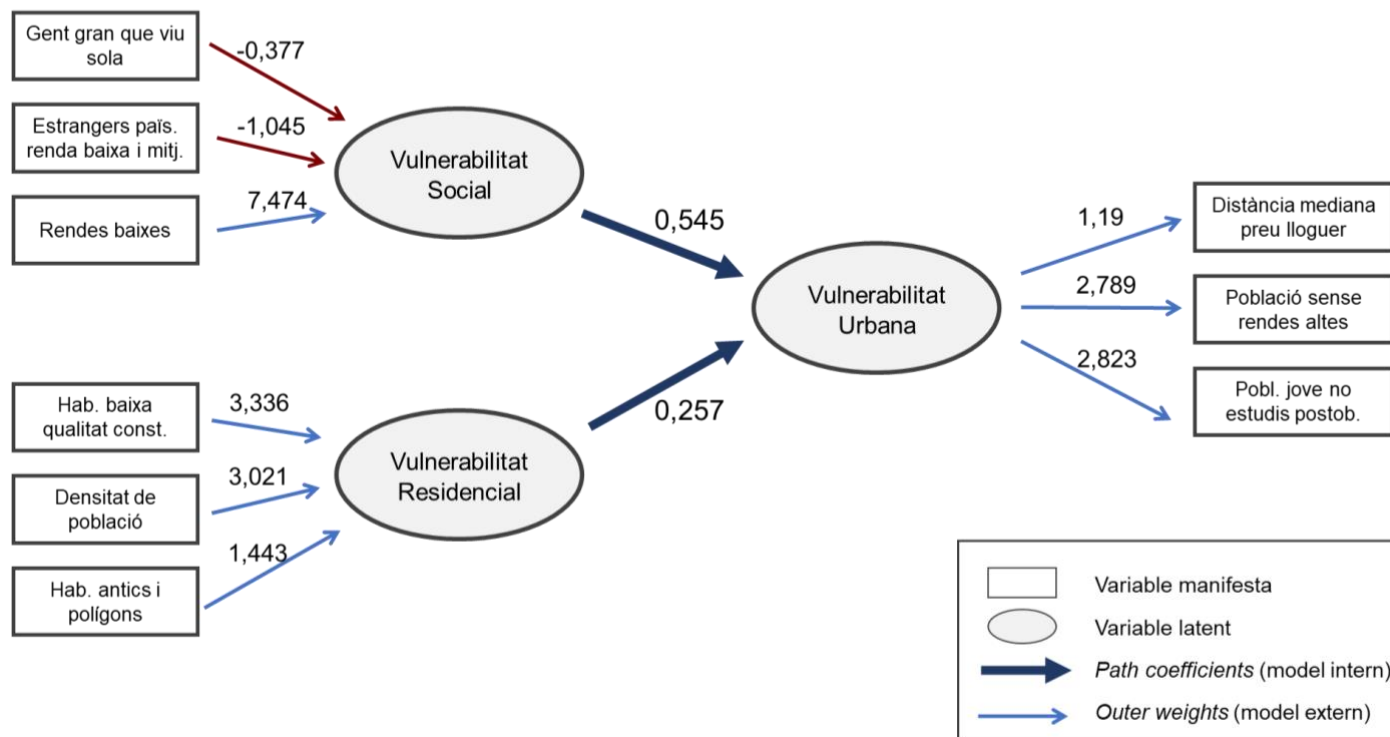 Gent gran que viu
sola
-0,377
Estrangers país.
renda baixa i mitj.
-1,045
Rendes baixes
7,474
Vulnerabilitat
Social
0,545
Hab. baixa
qualitat const.
3,336
Densitat de
població
3,021
Hab. antics i
polígons
1,443
Vulnerabilitat
Residencial
0,257
Vulnerabilitat
Urbana
1,19
Distància mediana
preu lloguer
2,789
Població sense
rendes altes
2,823
Pobl. jove no
estudis postob.
Variable manifesta
Variable latent
Path coefficients (model intern)
Outer weights (model extern)